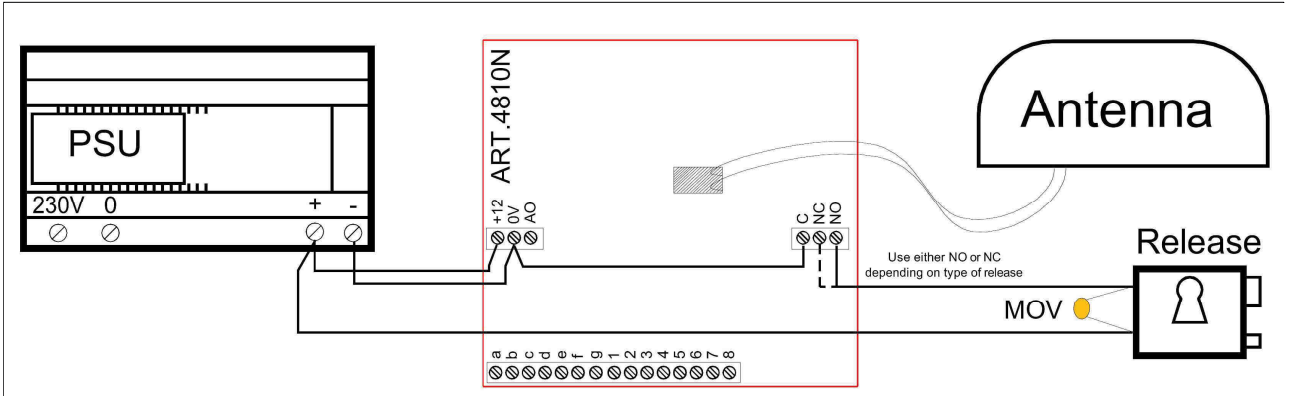 PSU
230V 0 + -
ART.4810N
+12
0V
AO
C
NC
NO
Antenna
Use either NO or NC
depending on type of release
Release
MOV
a b c d e f g 1 2 3 4 5 6 7 8